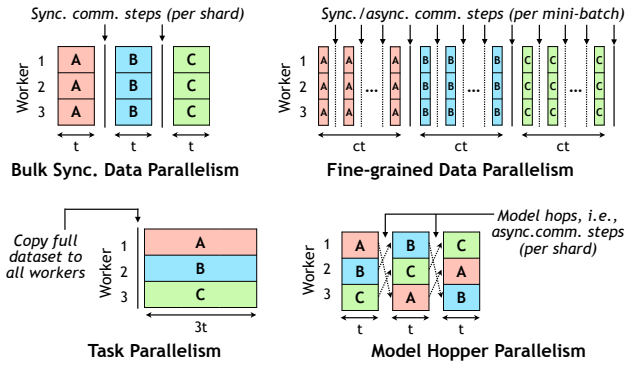 Sync. comm. steps (per shard)
Worker
1 A B C
2 A B C
3 A B C
t t t
Bulk Sync. Data Parallelism
Sync./async. comm. steps (per mini-batch)
Worker
1 A A ... A B B ... B C C ... C
2 A A A B B B C C C
3 A A A B B B C C C
ct ct ct
Fine-grained Data Parallelism
Copy full
dataset to
all workers
Worker
1 A
2 B
3 C
3t
Task Parallelism
Model hops, i.e.,
async.comm. steps
(per shard)
Worker
1 A B C
2 B C A
3 C A B
t t t
Model Hopper Parallelism